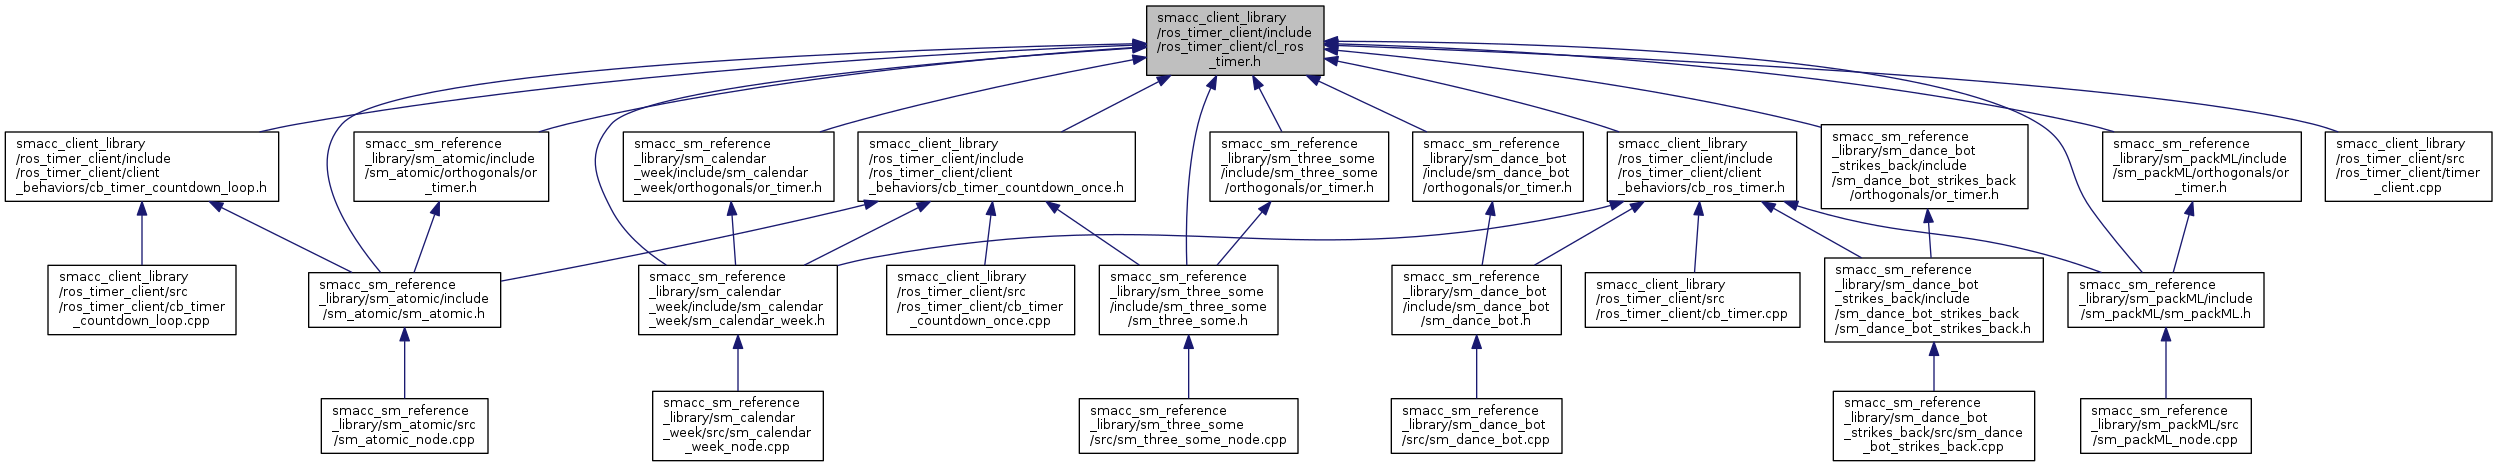 smacc_client_library
/ros_timer_client/include
/ros_timer_client/cl_ros
_timer.h
smacc_client_library
/ros_timer_client/include
/ros_timer_client/client
_behaviors/cb_timer_countdown_loop.h
smacc_sm_reference
_library/sm_atomic/include
/sm_atomic/orthogonals/or
_timer.h
smacc_sm_reference
_library/sm_calendar
_week/include/sm_calendar
_week/orthogonals/or_timer.h
smacc_client_library
/ros_timer_client/include
/ros_timer_client/client
_behaviors/cb_timer_countdown_once.h
smacc_sm_reference
_library/sm_three_some
/include/sm_three_some
/orthogonals/or_timer.h
smacc_sm_reference
_library/sm_dance_bot
/include/sm_dance_bot
/orthogonals/or_timer.h
smacc_client_library
/ros_timer_client/include
/ros_timer_client/client
_behaviors/cb_ros_timer.h
smacc_sm_reference
_library/sm_dance_bot
_strikes_back/include
/sm_dance_bot_strikes_back
/orthogonals/or_timer.h
smacc_sm_reference
_library/sm_packML/include
/sm_packML/orthogonals/or
_timer.h
smacc_client_library
/ros_timer_client/src
/ros_timer_client/timer
_client.cpp
smacc_client_library
/ros_timer_client/src
/ros_timer_client/cb_timer
_countdown_loop.cpp
smacc_sm_reference
_library/sm_atomic/include
/sm_atomic/sm_atomic.h
smacc_sm_reference
_library/sm_calendar
_week/include/sm_calendar
_week/sm_calendar_week.h
smacc_client_library
/ros_timer_client/src
/ros_timer_client/cb_timer
_countdown_once.cpp
smacc_sm_reference
_library/sm_three_some
/include/sm_three_some
/sm_three_some.h
smacc_sm_reference
_library/sm_dance_bot
/include/sm_dance_bot
/sm_dance_bot.h
smacc_client_library
/ros_timer_client/src
/ros_timer_client/cb_timer.cpp
smacc_sm_reference
_library/sm_dance_bot
_strikes_back/include
/sm_dance_bot_strikes_back
/sm_dance_bot_strikes_back.h
smacc_sm_reference
_library/sm_packML/include
/sm_packML/sm_packML.h
smacc_sm_reference
_library/sm_atomic/src
/sm_atomic_node.cpp
smacc_sm_reference
_library/sm_calendar
_week/src/sm_calendar
_week_node.cpp
smacc_sm_reference
_library/sm_three_some
/src/sm_three_some_node.cpp
smacc_sm_reference
_library/sm_dance_bot
/src/sm_dance_bot.cpp
smacc_sm_reference
_library/sm_dance_bot
_strikes_back/src/sm_dance
_bot_strikes_back.cpp
smacc_sm_reference
_library/sm_packML/src
/sm_packML_node.cpp